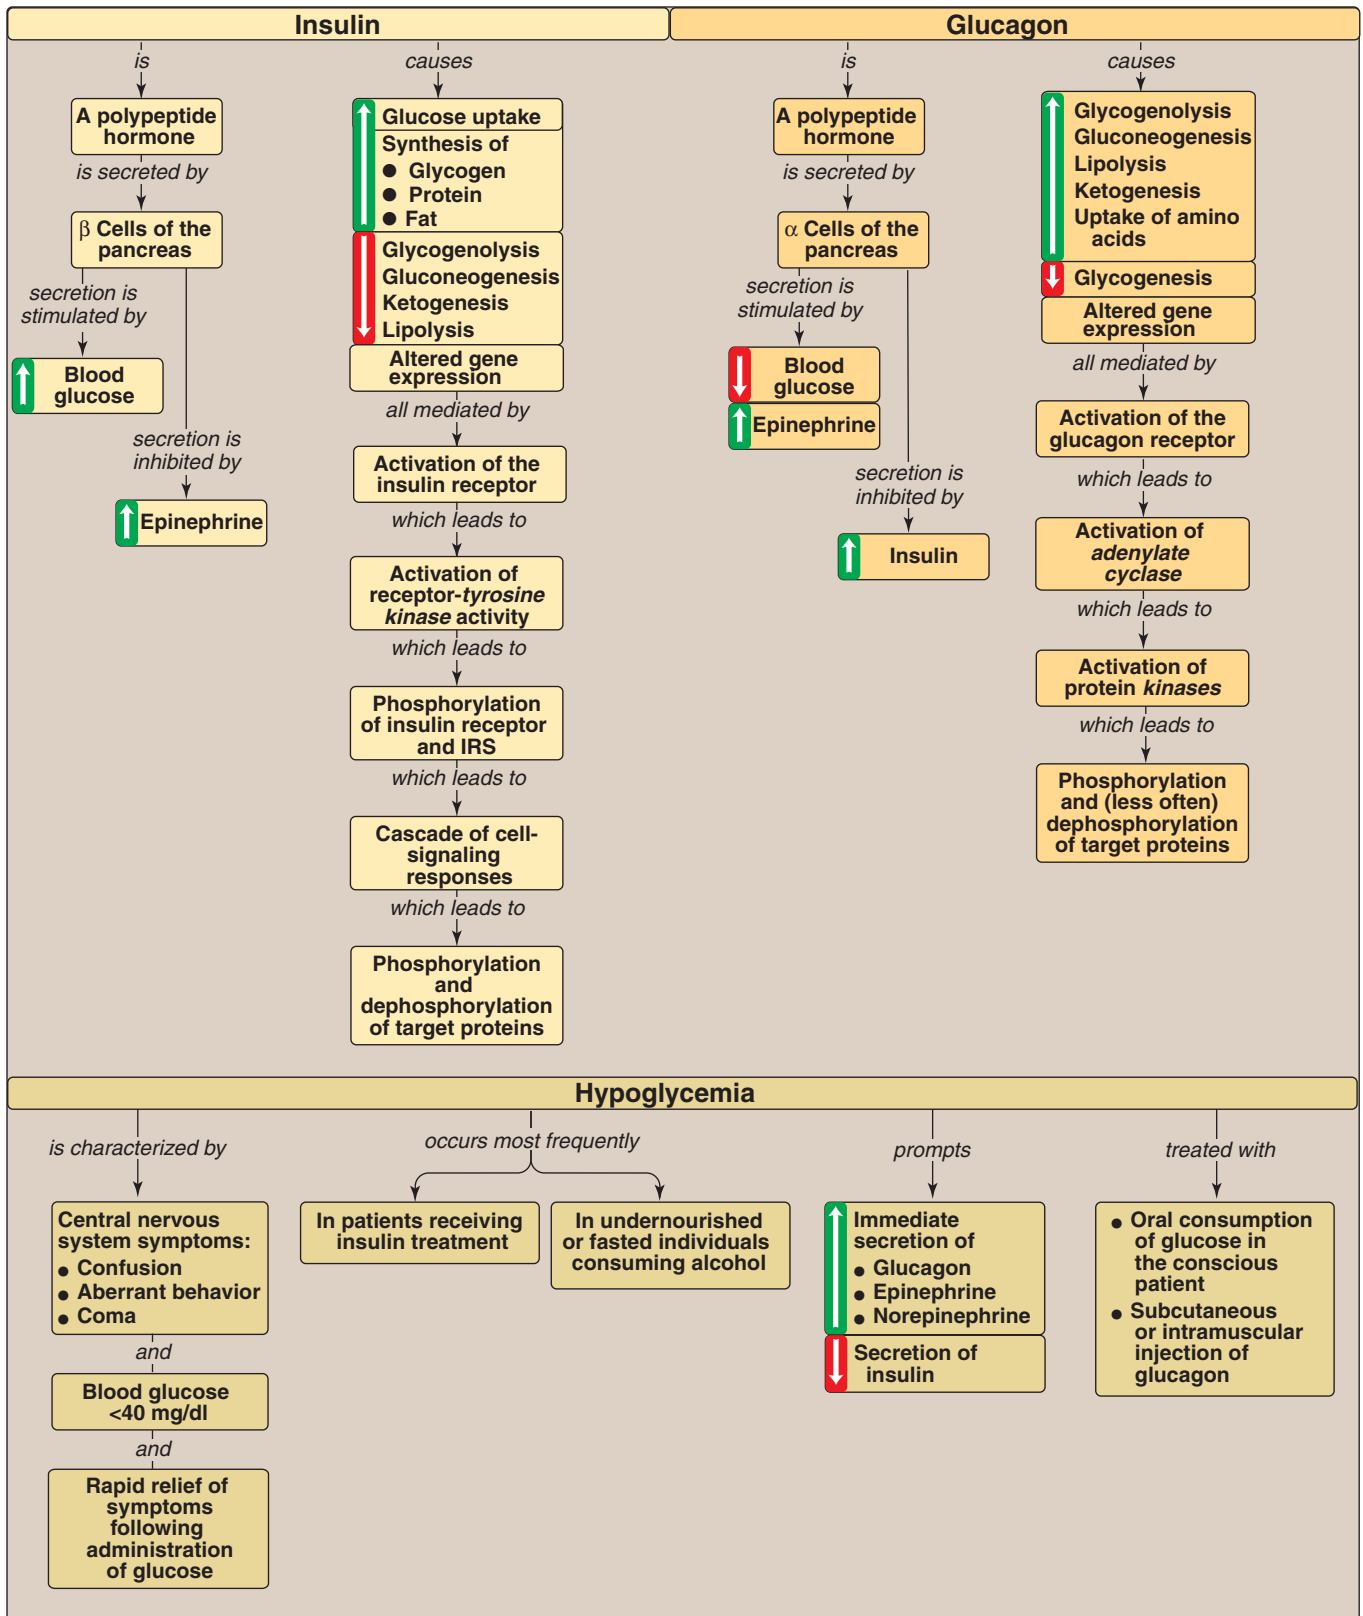 Insulin
is
A polypeptide
hormone
is secreted by
β Cells of the
pancreas
secretion is
stimulated by
Blood
glucose
secretion is
inhibited by
Epinephrine
causes
Glucose uptake
Synthesis of
● Glycogen
● Protein
● Fat
Glycogenolysis
Gluconeogenesis
Ketogenesis
Lipolysis
Altered gene
expression
all mediated by
Activation of the
insulin receptor
which leads to
Activation of
receptor-tyrosine
kinase activity
which leads to
Phosphorylation
of insulin receptor
and IRS
which leads to
Cascade of cell-
signaling
responses
which leads to
Phosphorylation
and
dephosphorylation
of target proteins
Glucagon
is
A polypeptide
hormone
is secreted by
α Cells of the
pancreas
secretion is
stimulated by
Blood
glucose
Epinephrine
secretion is
inhibited by
Insulin
causes
Glycogenolysis
Gluconeogenesis
Lipolysis
Ketogenesis
Uptake of amino
acids
Glycogenesis
Altered gene
expression
all mediated by
Activation of the
glucagon receptor
which leads to
Activation of
adenylate
cyclase
which leads to
Activation of
protein kinases
which leads to
Phosphorylation
and (less often)
dephosphorylation
of target proteins
Hypoglycemia
is characterized by
Central nervous
system symptoms:
● Confusion
● Aberrant behavior
● Coma
and
Blood glucose
<40 mg/dl
and
Rapid relief of
symptoms
following
administration
of glucose
occurs most frequently
In patients receiving
insulin treatment
In undernourished
or fasted individuals
consuming alcohol
prompts
Immediate
secretion of
● Glucagon
● Epinephrine
● Norepinephrine
Secretion of
insulin
treated with
● Oral consumption
of glucose in
the conscious
patient
● Subcutaneous
or intramuscular
injection of
glucagon